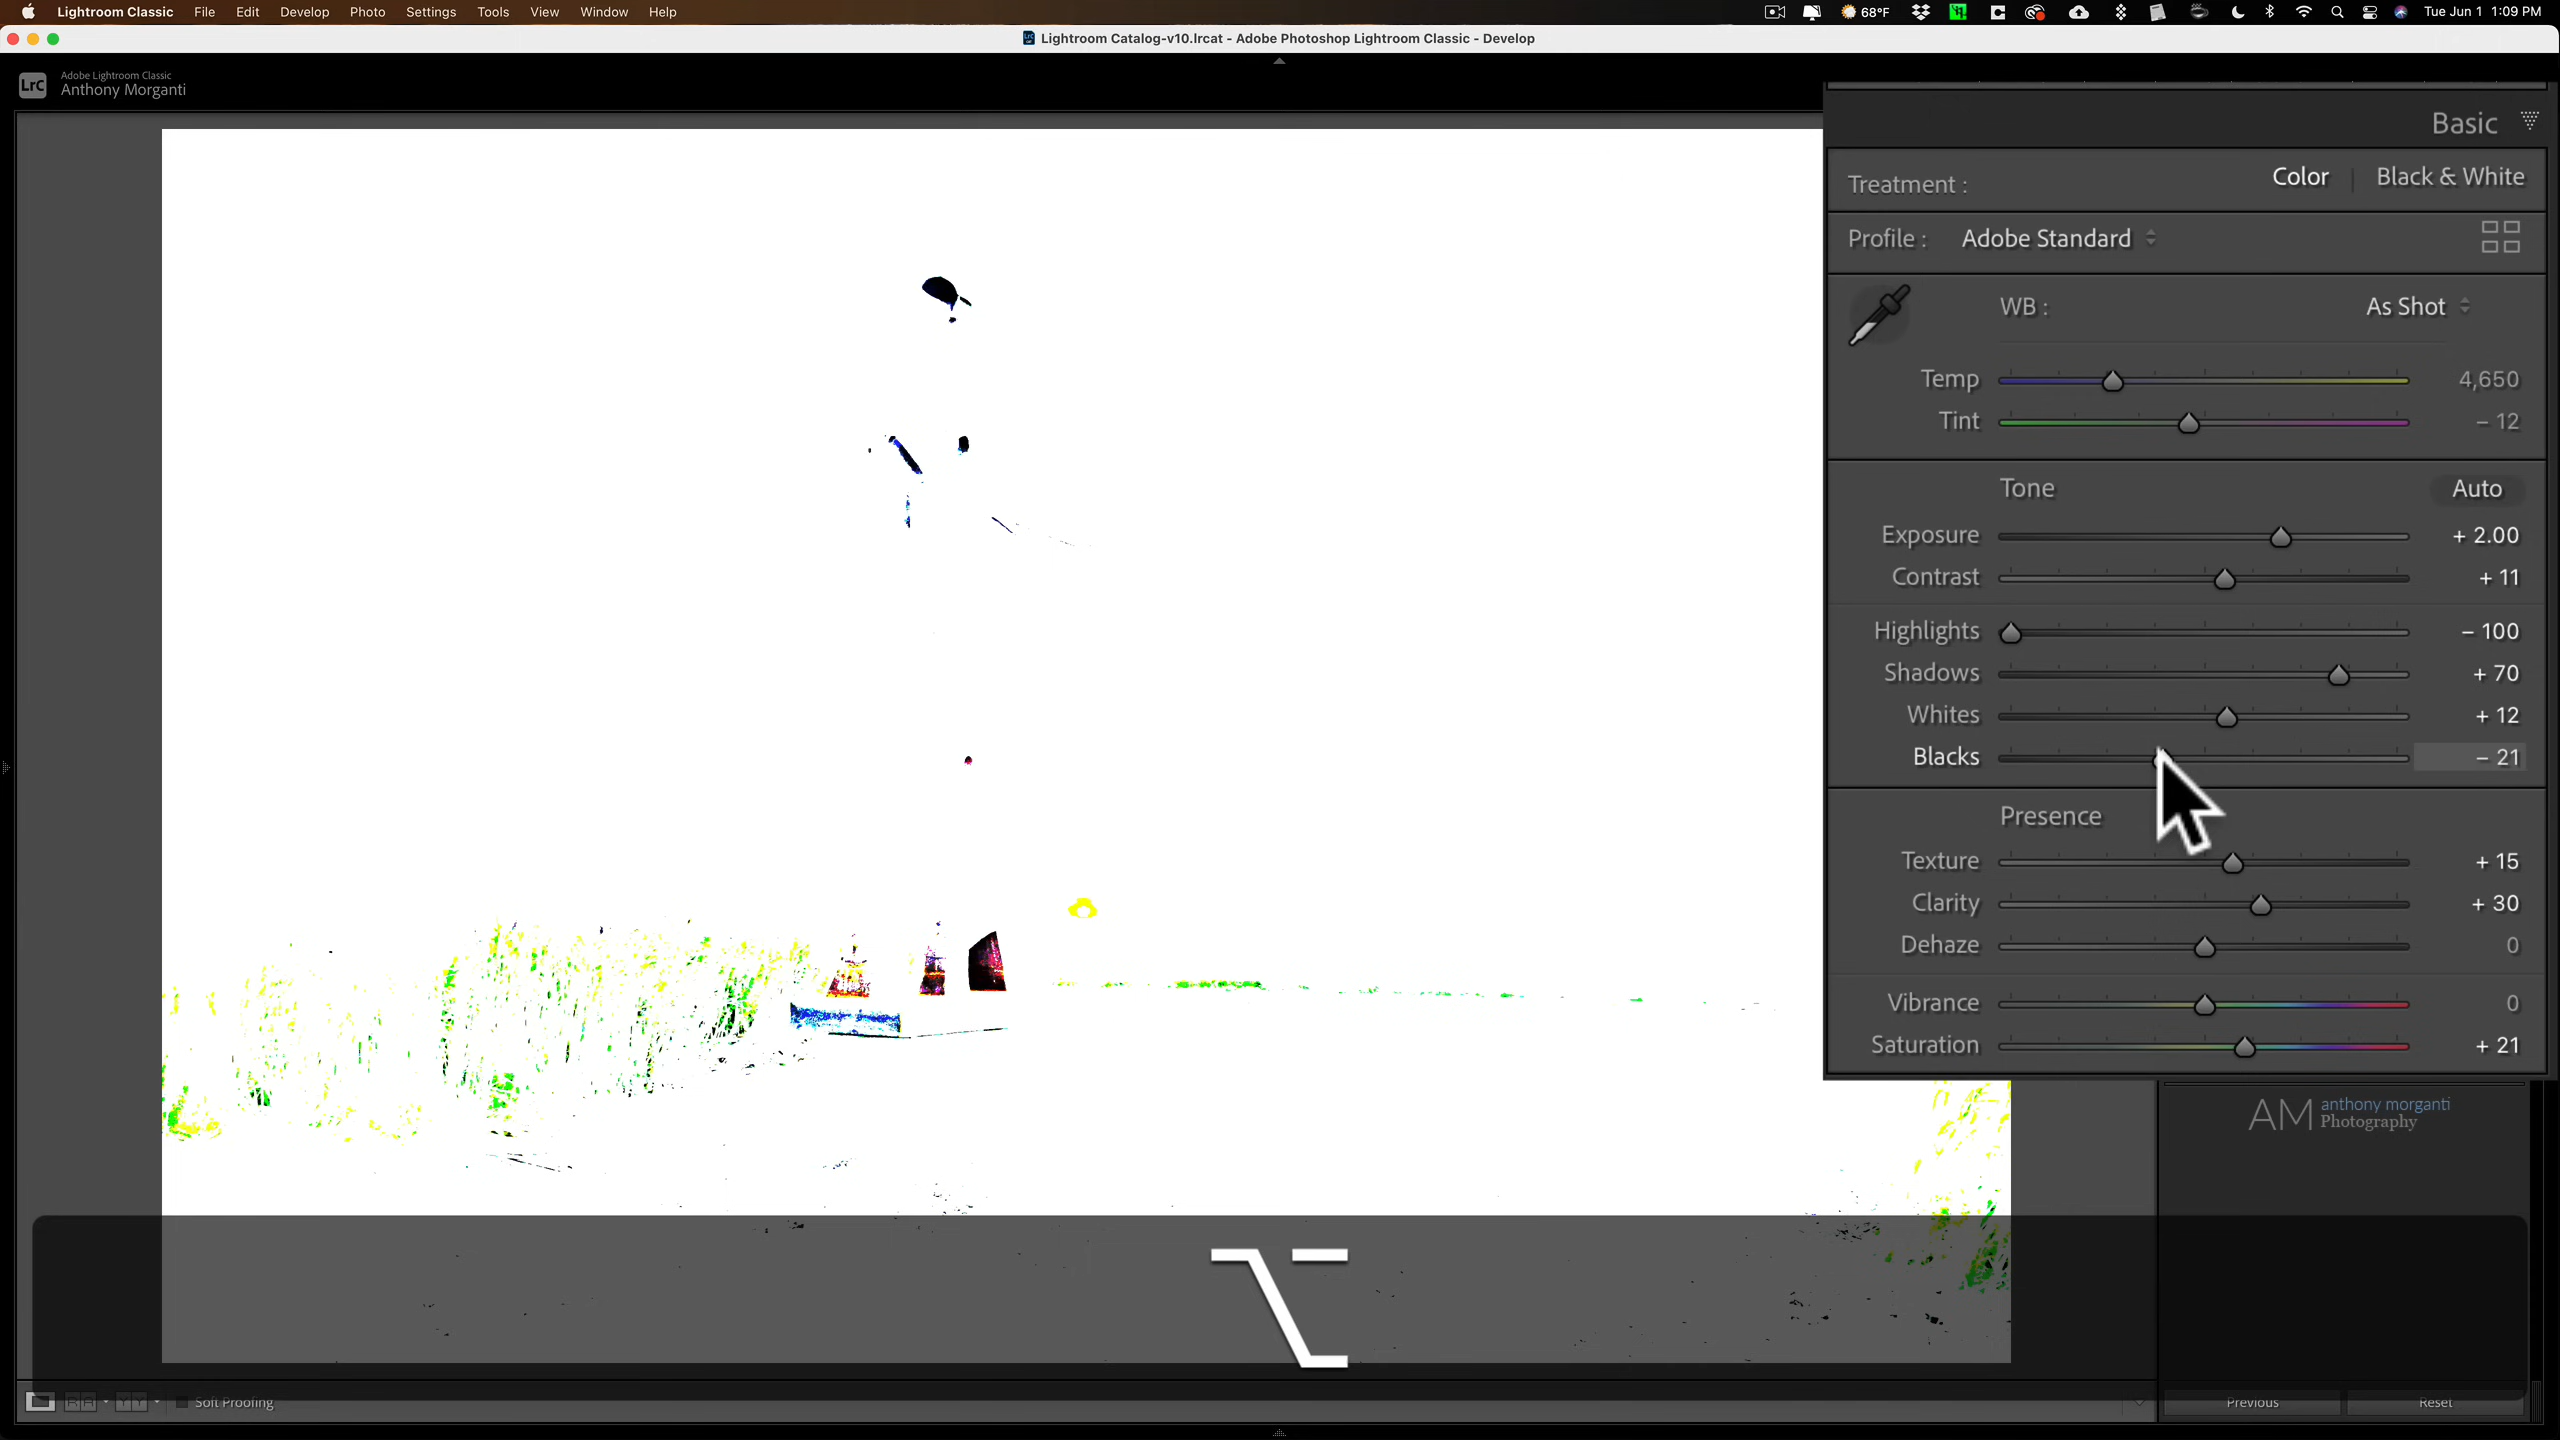 Lightroom Classic File Edit Develop Photo Settings Tools View Window Help 68°F Tue Jun 1 1:09 PM
Lightroom Catalog-v10.lrcat - Adobe Photoshop Lightroom Classic - Develop
LrC
Adobe Lightroom Classic
Anthony Morganti
Basic
Treatment : Color | Black & White
Profile : Adobe Standard
WB : As Shot
Temp 4,650
Tint – 12
Tone Auto
Exposure + 2.00
Contrast + 11
Highlights – 100
Shadows + 70
Whites + 12
Blacks – 21
Presence
Texture + 15
Clarity + 30
Dehaze 0
Vibrance 0
Saturation + 21
AM anthony morganti
Photography
⌥
Soft Proofing
Previous Reset